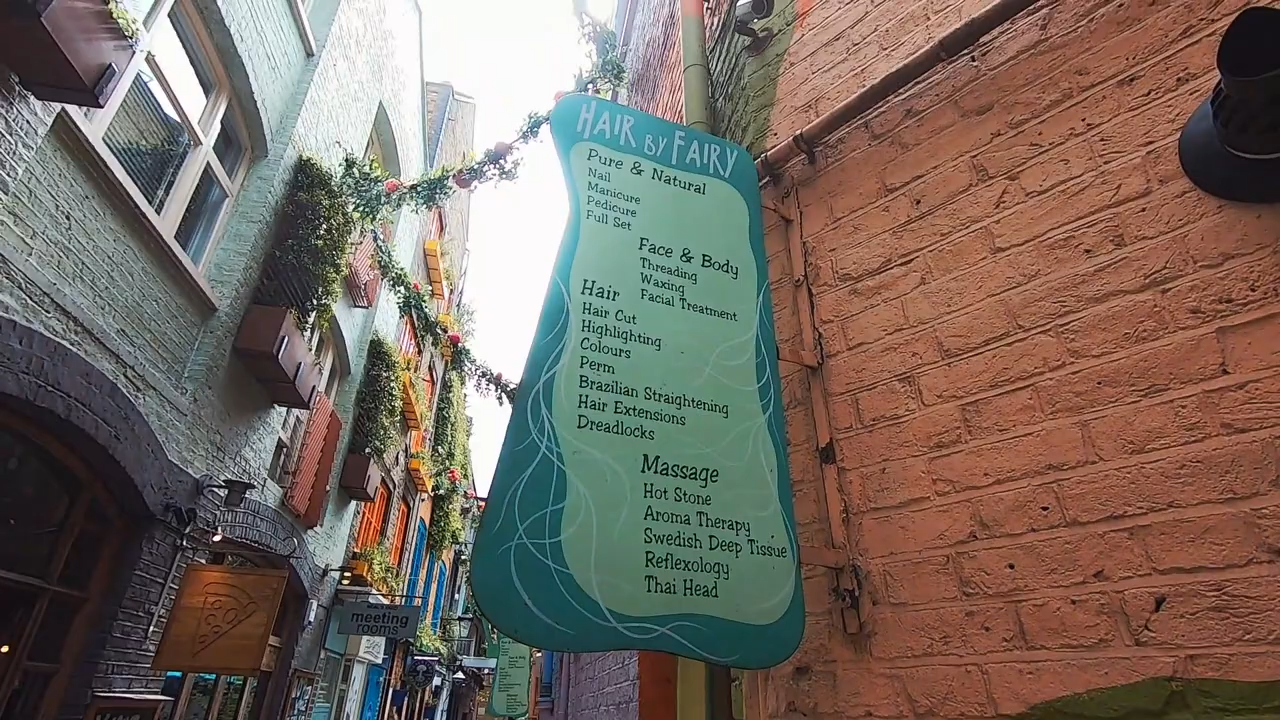 HAIR BY FAIRY
Pure & Natural
Nail
Manicure
Pedicure
Full Set
Face & Body
Threading
Waxing
Facial Treatment
Hair
Hair Cut
Highlighting
Colours
Perm
Brazilian Straightening
Hair Extensions
Dreadlocks
Massage
Hot Stone
Aroma Therapy
Swedish Deep Tissue
Reflexology
Thai Head
meeting
rooms